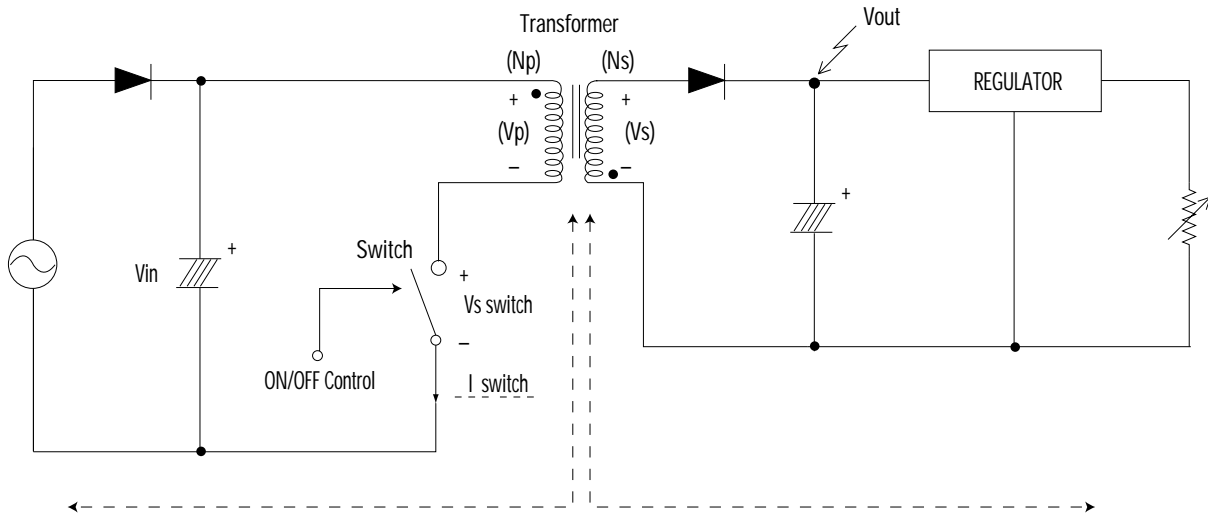 Transformer
Vout
(Np)
(Ns)
REGULATOR
+
+
(Vp)
(Vs)
–
–
+
Switch
+
Vin
+
Vs switch
–
ON/OFF Control
I switch